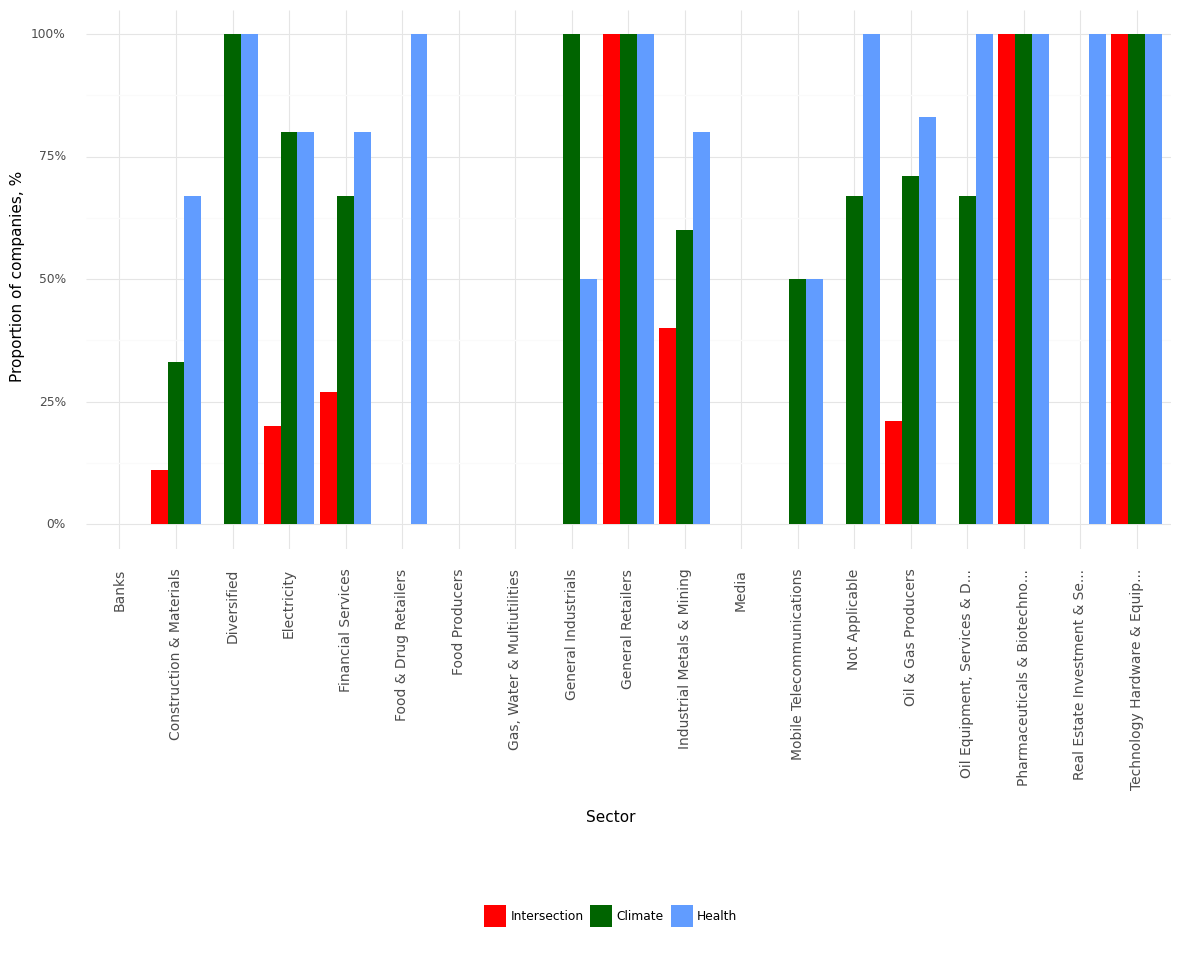 Proportion of companies, %
100%
75%
50%
25%
0%
Banks
Construction & Materials
Diversified
Electricity
Financial Services
Food & Drug Retailers
Food Producers
Gas, Water & Multiutilities
General Industrials
General Retailers
Industrial Metals & Mining
Media
Mobile Telecommunications
Not Applicable
Oil & Gas Producers
Oil Equipment, Services & D...
Pharmaceuticals & Biotechno...
Real Estate Investment & Se...
Technology Hardware & Equip...
Sector
Intersection Climate Health